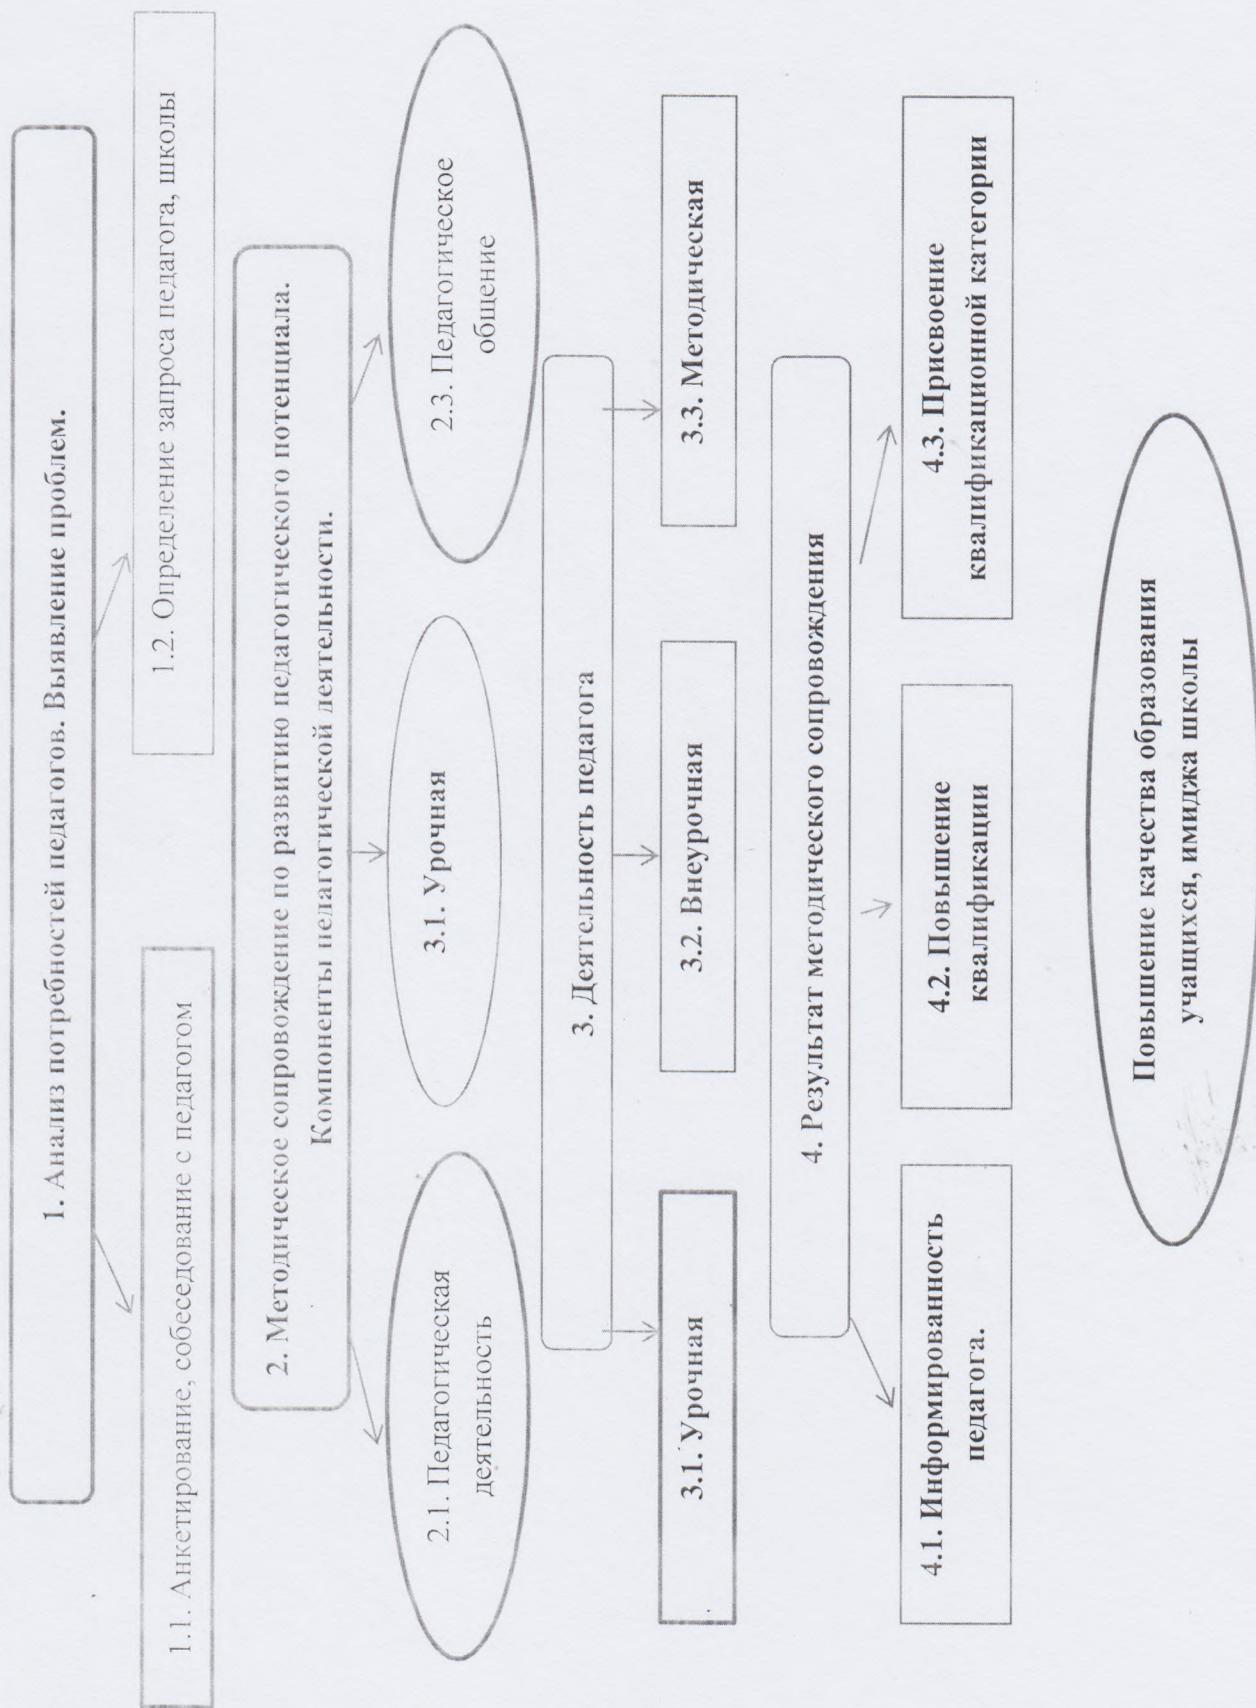 1. Анализ потребностей педагогов. Выявление проблем.
1.1. Анкетирование, собеседование с педагогом
1.2. Определение запроса педагога, школы
2. Методическое сопровождение по развитию педагогического потенциала.
Компоненты педагогической деятельности.
2.1. Педагогическая
деятельность
3.1. Урочная
2.3. Педагогическое
общение
3. Деятельность педагога
3.1. Урочная
3.2. Внеурочная
3.3. Методическая
4. Результат методического сопровождения
4.1. Информированность
педагога.
4.2. Повышение
квалификации
4.3. Присвоение
квалификационной категории
Повышение качества образования
учащихся, имиджа школы